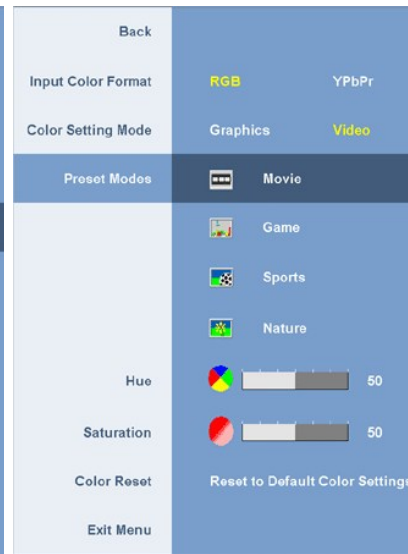 Back
Input Color Format RGB YPbPr
Color Setting Mode Graphics Video
Preset Modes Movie
Game
Sports
Nature
Hue 50
Saturation 50
Color Reset Reset to Default Color Settings
Exit Menu